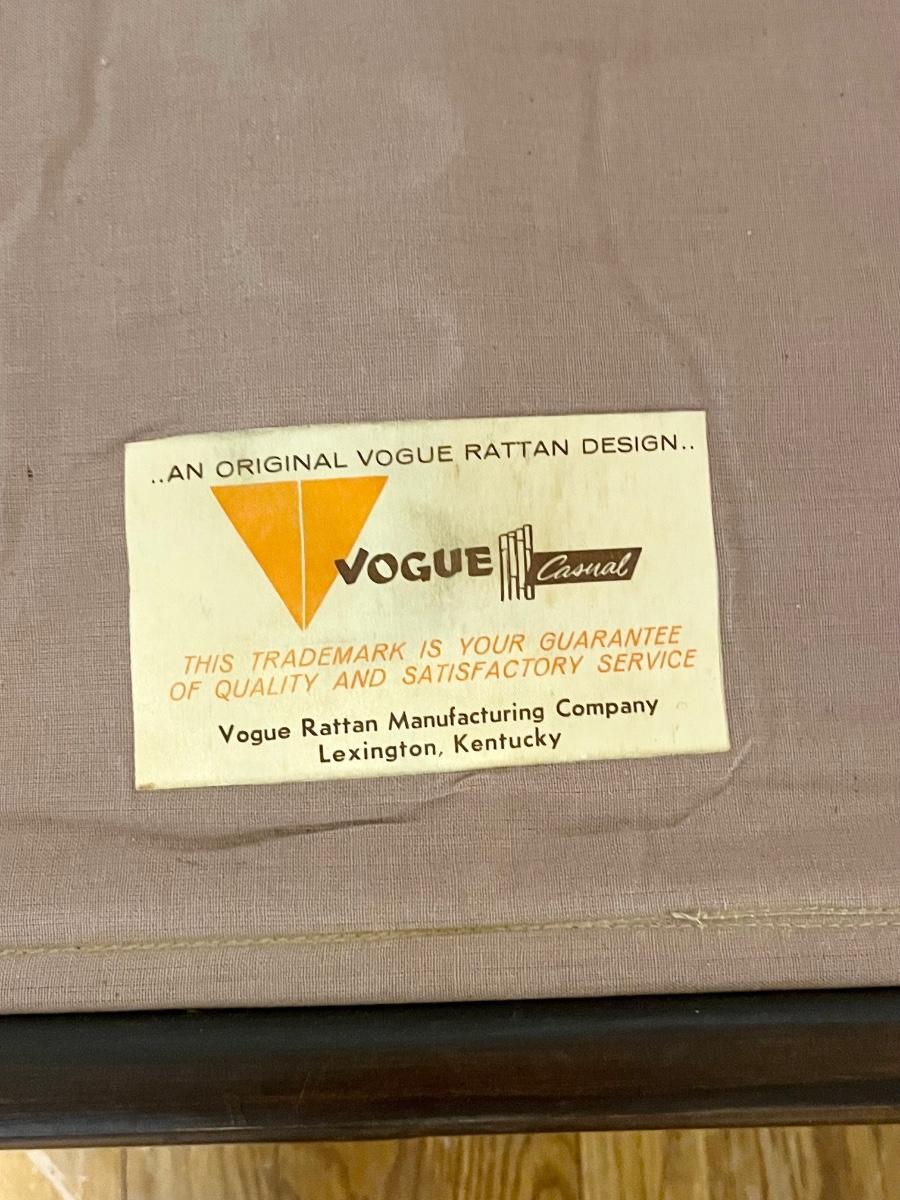 ..AN ORIGINAL VOGUE RATTAN DESIGN..
VOGUE Casual
THIS TRADEMARK IS YOUR GUARANTEE
OF QUALITY AND SATISFACTORY SERVICE
Vogue Rattan Manufacturing Company
Lexington, Kentucky